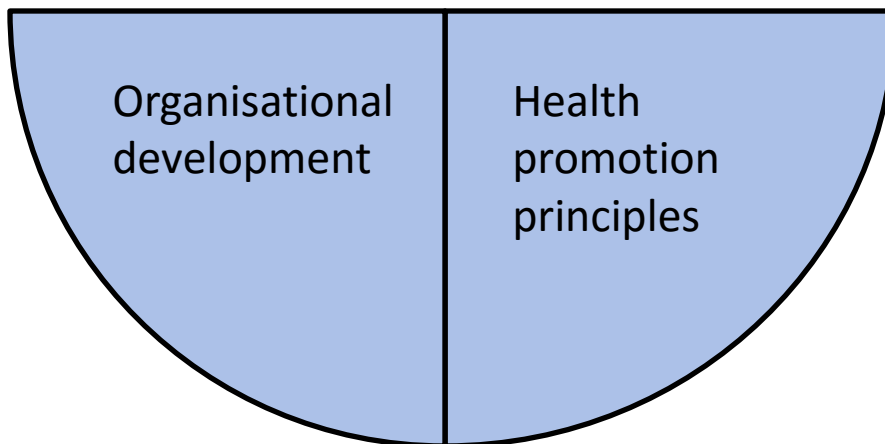 Organisational
development
Health
promotion
principles